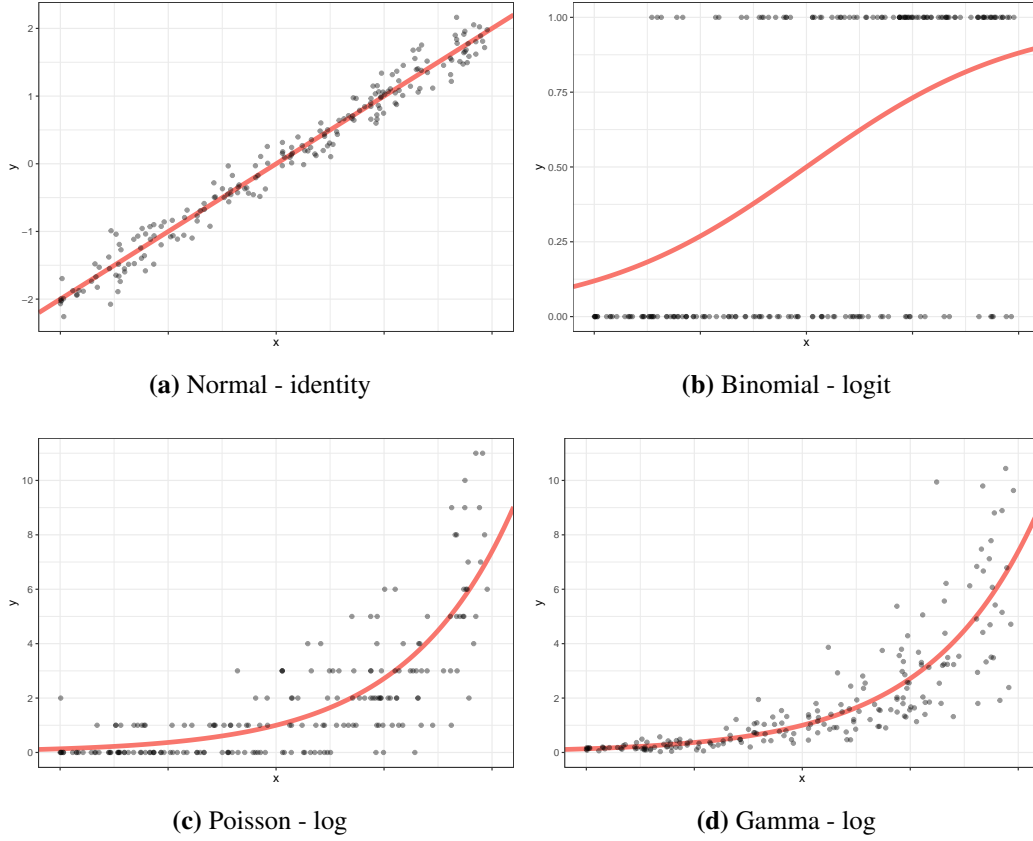 2
1
0
−1
−2
y
x
(a) Normal - identity
1.00
0.75
0.50
0.25
0.00
y
x
(b) Binomial - logit
10
8
6
4
2
0
y
x
(c) Poisson - log
10
8
6
4
2
0
y
x
(d) Gamma - log